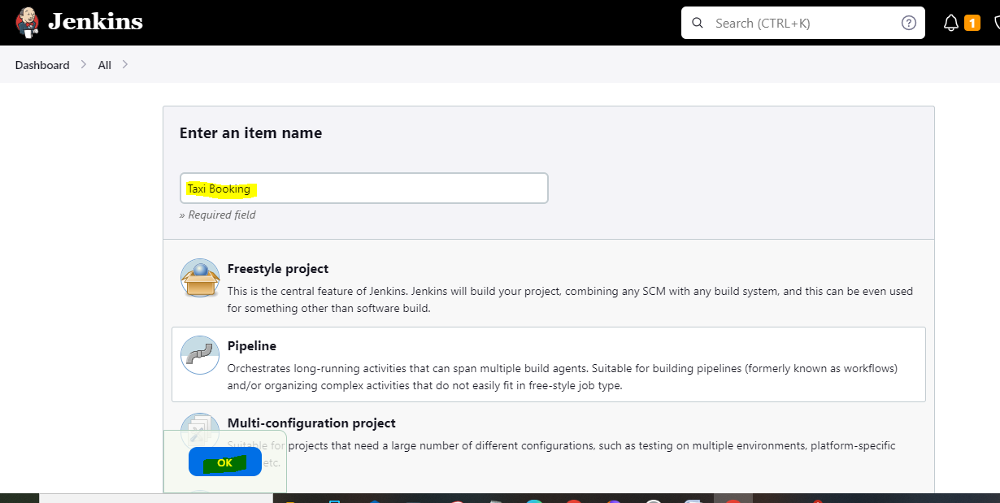 Jenkins
Search (CTRL+K)
?
1
Dashboard > All >
Enter an item name
Taxi Booking
» Required field
Freestyle project
This is the central feature of Jenkins. Jenkins will build your project, combining any SCM with any build system, and this can be even used
for something other than software build.
Pipeline
Orchestrates long-running activities that can span multiple build agents. Suitable for building pipelines (formerly known as workflows)
and/or organizing complex activities that do not easily fit in free-style job type.
Multi-configuration project
Suitable for projects that need a large number of different configurations, such as testing on multiple environments, platform-specific
etc.
OK